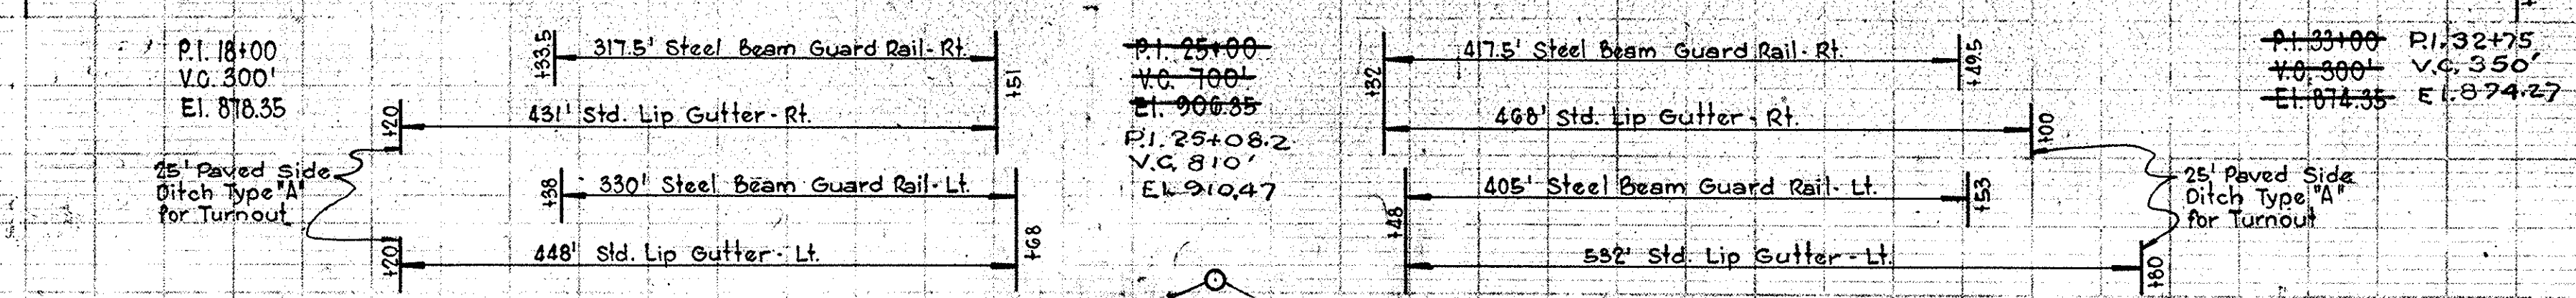 P.I. 18+00
V.C. 300'
El. 878.35
25' Paved Side
Ditch Type "A"
for Turnout
+20
+20
+33.5
317.5' Steel Beam Guard Rail - Rt.
+51
431' Std. Lip Gutter - Rt.
+38
330' Steel Beam Guard Rail - Lt.
+68
448' Std. Lip Gutter - Lt.
P.I. 25+00
V.C. 700'
El. 906.35
P.I. 25+08.2
V.C. 810'
El. 910.47
+32
417.5' Steel Beam Guard Rail - Rt.
+49.5
468' Std. Lip Gutter - Rt.
+00
+48
405' Steel Beam Guard Rail - Lt.
+53
532' Std. Lip Gutter - Lt.
+80
25' Paved Side
Ditch Type "A"
for Turnout
P.I. 33+00 P.I. 32+75
V.C. 300' V.C. 350'
El. 874.35 El. 874.27